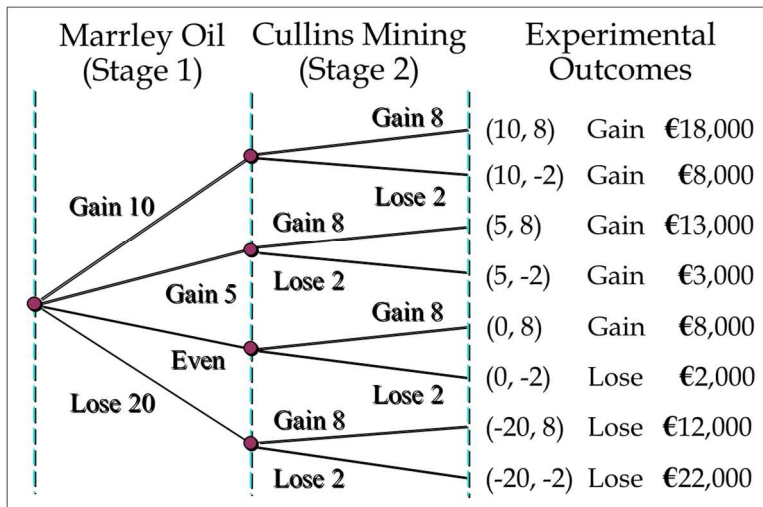 Marrley Oil
(Stage 1)
Cullins Mining
(Stage 2)
Experimental
Outcomes
Gain 8
(10, 8) Gain €18,000
Gain 10
Lose 2
(10, -2) Gain €8,000
Gain 8
(5, 8) Gain €13,000
Gain 5
Lose 2
(5, -2) Gain €3,000
Gain 8
(0, 8) Gain €8,000
Even
Lose 2
(0, -2) Lose €2,000
Lose 20
Gain 8
(-20, 8) Lose €12,000
Lose 2
(-20, -2) Lose €22,000